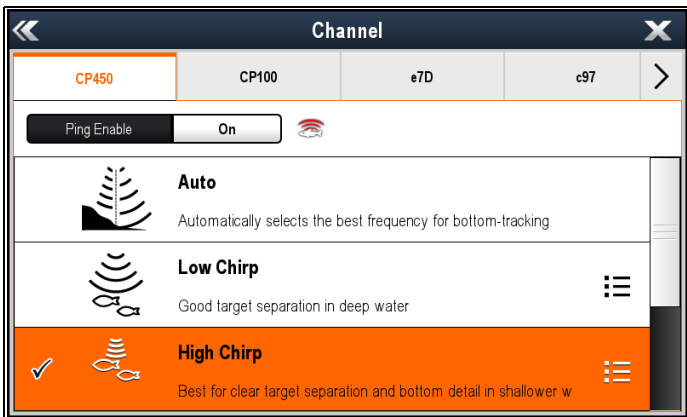 Channel
CP450 CP100 e7D c97
Ping Enable On
Auto
Automatically selects the best frequency for bottom-tracking
Low Chirp
Good target separation in deep water
High Chirp
Best for clear target separation and bottom detail in shallower w